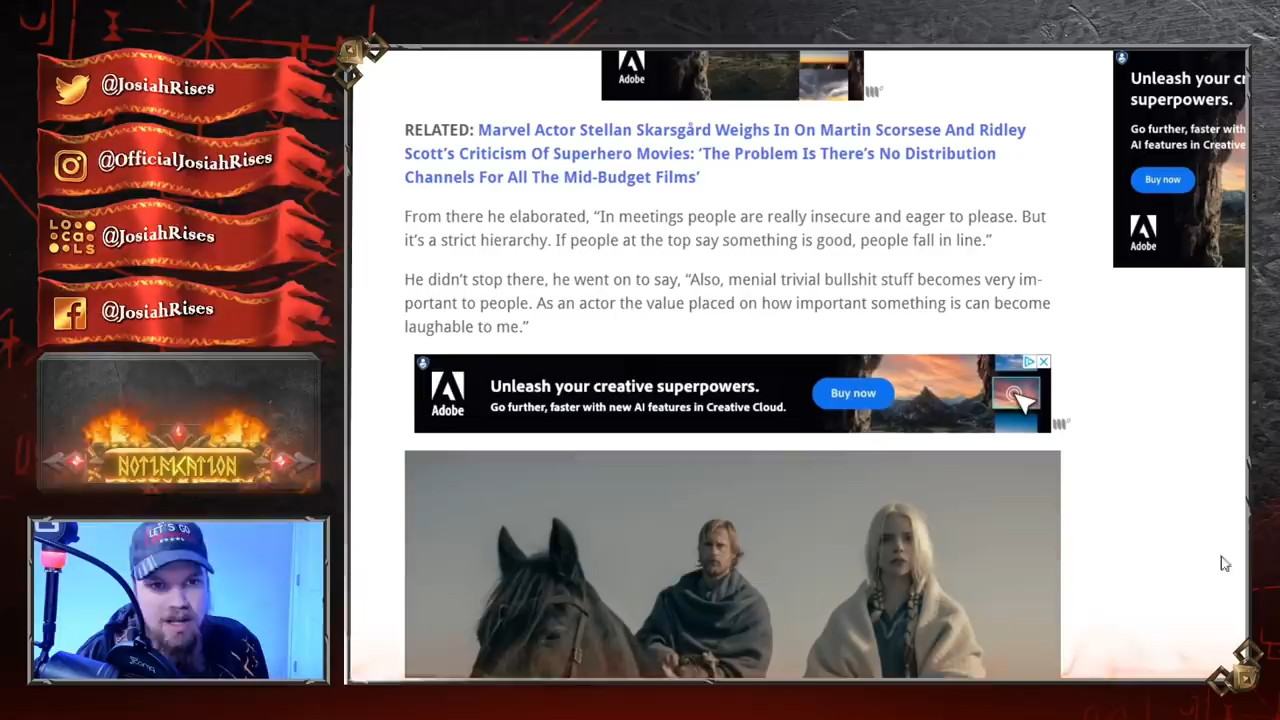 @JosiahRises
@OfficialJosiahRises
LOCALS
@JosiahRises
@JosiahRises
NOTIFICATION
LET'S GO
Adobe
RELATED: Marvel Actor Stellan Skarsgård Weighs In On Martin Scorsese And Ridley
Scott’s Criticism Of Superhero Movies: ‘The Problem Is There’s No Distribution
Channels For All The Mid-Budget Films’
From there he elaborated, “In meetings people are really insecure and eager to please. But
it’s a strict hierarchy. If people at the top say something is good, people fall in line.”
He didn’t stop there, he went on to say, “Also, menial trivial bullshit stuff becomes very im-
portant to people. As an actor the value placed on how important something is can become
laughable to me.”
Adobe
Unleash your creative superpowers.
Go further, faster with new AI features in Creative Cloud.
Buy now
Unleash your cr
superpowers.
Go further, faster with
AI features in Creative
Buy now
Adobe